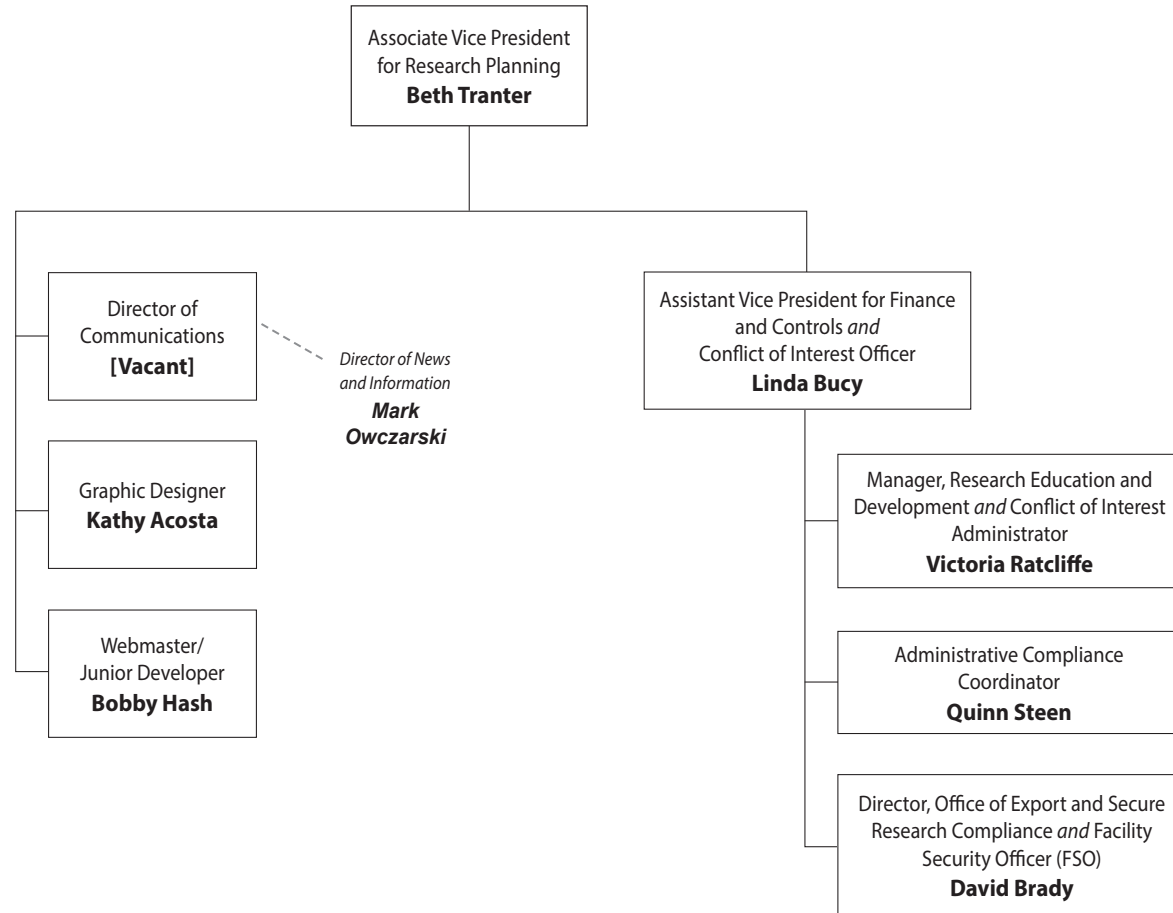 Associate Vice President
for Research Planning
Beth Tranter
Director of
Communications
[Vacant]
Director of News
and Information
Mark
Owczarski
Graphic Designer
Kathy Acosta
Webmaster/
Junior Developer
Bobby Hash
Assistant Vice President for Finance
and Controls and
Conflict of Interest Officer
Linda Bucy
Manager, Research Education and
Development and Conflict of Interest
Administrator
Victoria Ratcliffe
Administrative Compliance
Coordinator
Quinn Steen
Director, Office of Export and Secure
Research Compliance and Facility
Security Officer (FSO)
David Brady